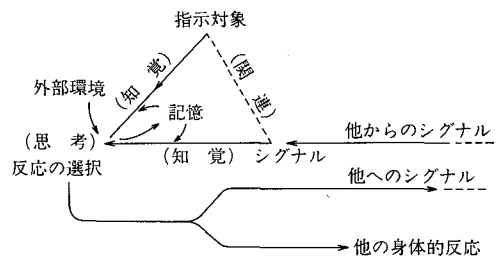 指示対象
(知覚)
(関連)
外部環境
記憶
(思考)
反応の選択
(知覚)
シグナル
他からのシグナル
他へのシグナル
他の身体的反応